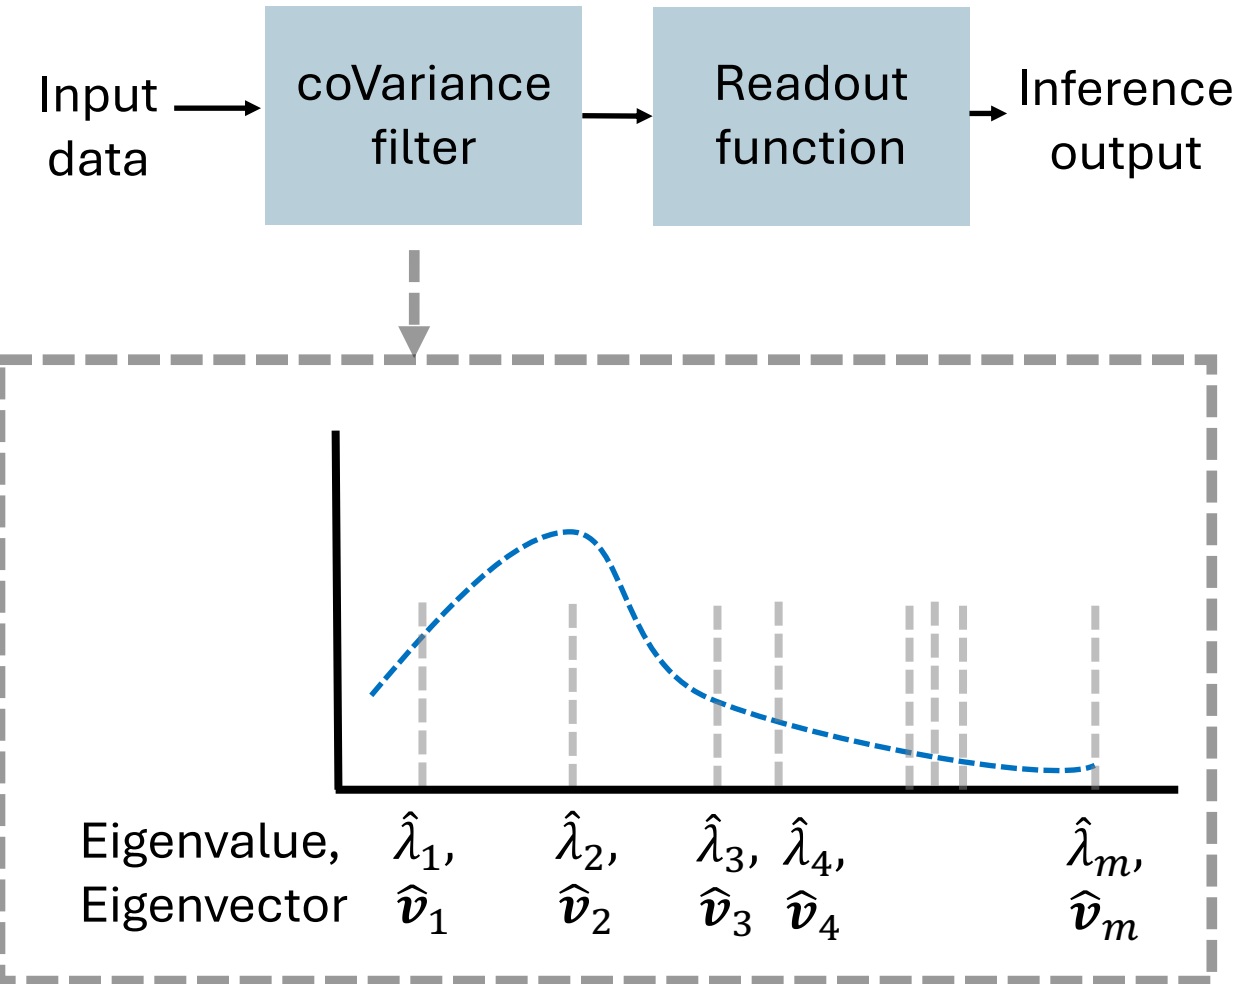 Input
data
coVariance
filter
Readout
function
Inference
output
Eigenvalue, λ̂₁, λ̂₂, λ̂₃, λ̂₄, λ̂ₘ,
Eigenvector v̂₁ v̂₂ v̂₃ v̂₄ v̂ₘ